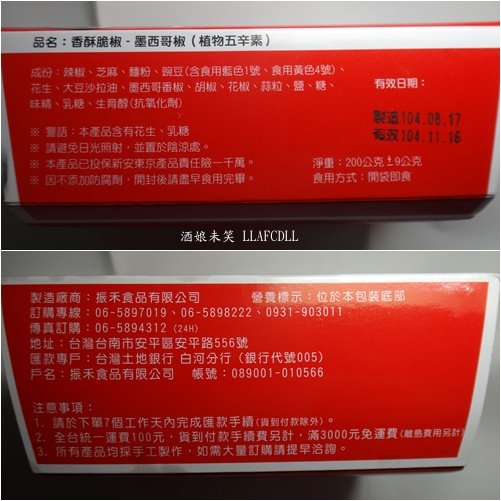 品名：香酥脆椒－墨西哥椒（植物五辛素）
成份：辣椒、芝麻、麵粉、豌豆(含食用藍色1號、食用黃色4號)、
花生、大豆沙拉油、墨西哥番椒、胡椒、花椒、蒜粒、鹽、糖、
味精、乳糖、生育醇(抗氧化劑)
※ 警語：本產品含有花生、乳糖
※ 請避免日光照射，並置於陰涼處。
※ 本產品已投保新安東京產品責任險一千萬。
※ 因不添加防腐劑，開封後請盡早食用完畢。
有效日期：
製造104.08.17
有效104.11.16
淨重：200公克±9公克
食用方式：開袋即食
酒娘未笑 LLAFCDLL
製造廠商：振禾食品有限公司 營養標示：位於本包裝底部
訂購專線：06-5897019、06-5898222、0931-903011
傳真訂購：06-5894312 (24H)
地址：台灣台南市安平區安平路556號
匯款專戶：台灣土地銀行 白河分行（銀行代號005）
戶名：振禾食品有限公司 帳號：089001-010566
注意事項：
1. 請於下單7個工作天內完成匯款手續(貨到付款除外)。
2. 全台統一運費100元，貨到付款手續費另計，滿3000元免運費(離島費用另計)
3. 所有產品均採手工製作，如需大量訂購請提早洽詢。